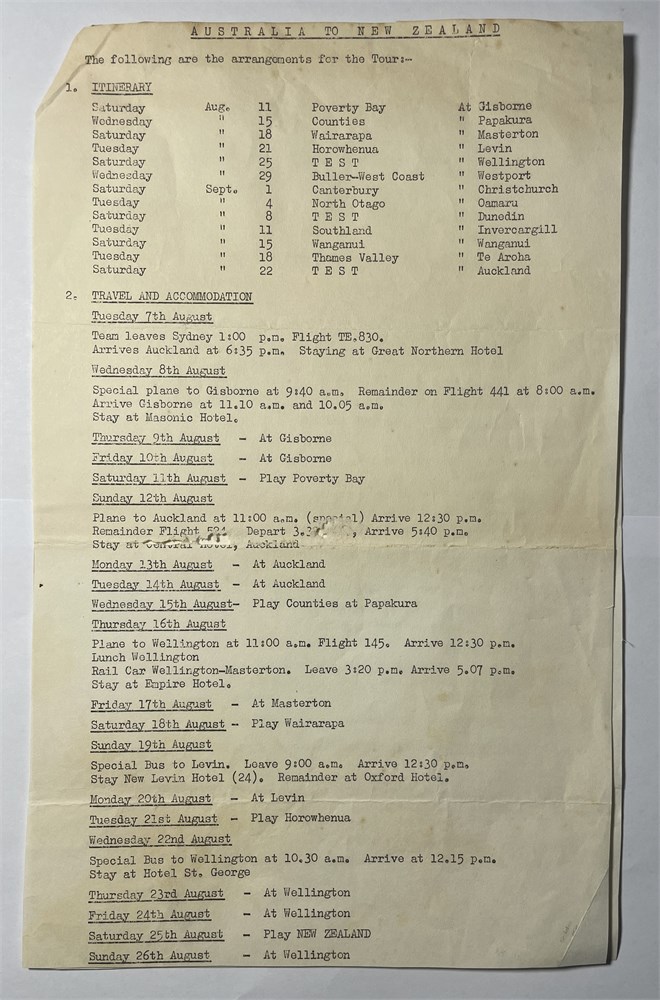 AUSTRALIA TO NEW ZEALAND
The following are the arrangements for the Tour:-
1. ITINERARY
Saturday Aug. 11 Poverty Bay At Gisborne
Wednesday " 15 Counties " Papakura
Saturday " 18 Wairarapa " Masterton
Tuesday " 21 Horowhenua " Levin
Saturday " 25 T E S T " Wellington
Wednesday " 29 Buller-West Coast " Westport
Saturday Sept. 1 Canterbury " Christchurch
Tuesday " 4 North Otago " Oamaru
Saturday " 8 T E S T " Dunedin
Tuesday " 11 Southland " Invercargill
Saturday " 15 Wanganui " Wanganui
Tuesday " 18 Thames Valley " Te Aroha
Saturday " 22 T E S T " Auckland
2. TRAVEL AND ACCOMMODATION
Tuesday 7th August
Team leaves Sydney 1:00 p.m. Flight TE.830.
Arrives Auckland at 6:35 p.m. Staying at Great Northern Hotel
Wednesday 8th August
Special plane to Gisborne at 9:40 a.m. Remainder on Flight 441 at 8:00 a.m.
Arrive Gisborne at 11.10 a.m. and 10.05 a.m.
Stay at Masonic Hotel.
Thursday 9th August - At Gisborne
Friday 10th August - At Gisborne
Saturday 11th August - Play Poverty Bay
Sunday 12th August
Plane to Auckland at 11:00 a.m. (special) Arrive 12:30 p.m.
Remainder Flight Depart Arrive 5:40 p.m.
Stay at Central Hotel, Auckland
Monday 13th August - At Auckland
Tuesday 14th August - At Auckland
Wednesday 15th August- Play Counties at Papakura
Thursday 16th August
Plane to Wellington at 11:00 a.m. Flight 145. Arrive 12:30 p.m.
Lunch Wellington
Rail Car Wellington-Masterton. Leave 3:20 p.m. Arrive 5.07 p.m.
Stay at Empire Hotel.
Friday 17th August - At Masterton
Saturday 18th August - Play Wairarapa
Sunday 19th August
Special Bus to Levin. Leave 9:00 a.m. Arrive 12:30 p.m.
Stay New Levin Hotel (24). Remainder at Oxford Hotel.
Monday 20th August - At Levin
Tuesday 21st August - Play Horowhenua
Wednesday 22nd August
Special Bus to Wellington at 10.30 a.m. Arrive at 12.15 p.m.
Stay at Hotel St. George
Thursday 23rd August - At Wellington
Friday 24th August - At Wellington
Saturday 25th August - Play NEW ZEALAND
Sunday 26th August - At Wellington